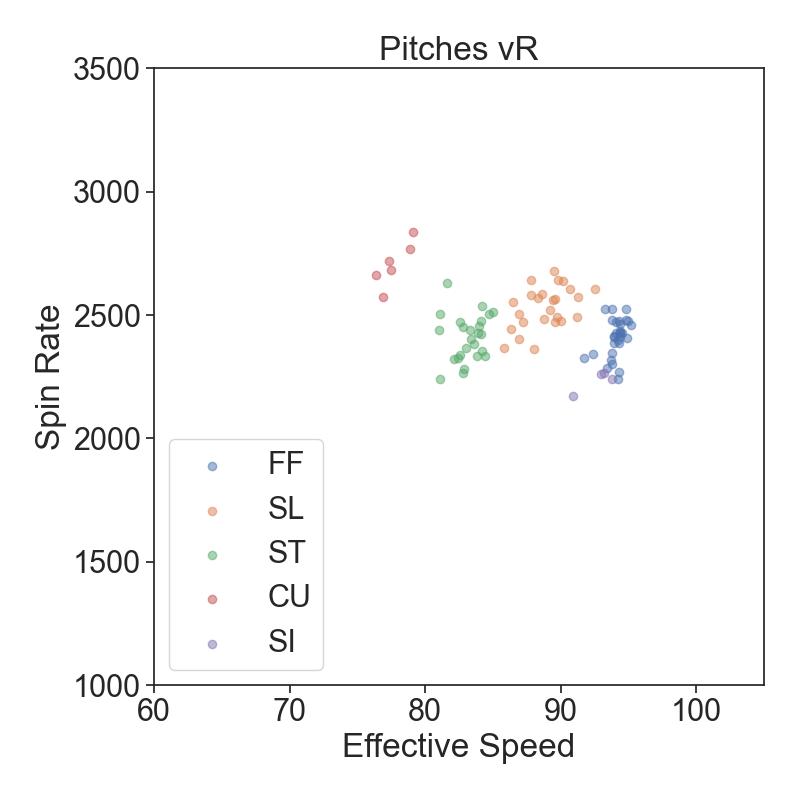 Pitches vR
3500
3000
2500
2000
1500
1000
Spin Rate
FF
SL
ST
CU
SI
60 70 80 90 100
Effective Speed